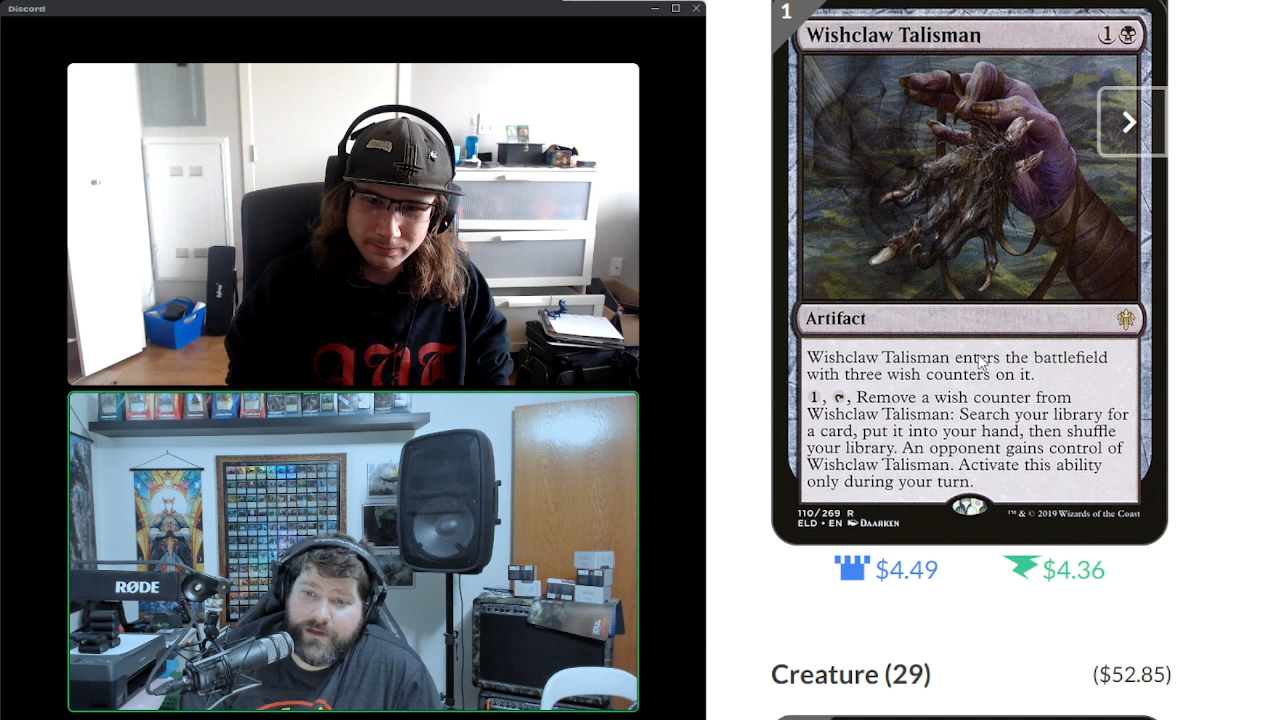 Discord
RØDE
1
Wishclaw Talisman
1
Artifact
Wishclaw Talisman enters the battlefield
with three wish counters on it.
1, , Remove a wish counter from
Wishclaw Talisman: Search your library for
a card, put it into your hand, then shuffle
your library. An opponent gains control of
Wishclaw Talisman. Activate this ability
only during your turn.
110/269 R
ELD • EN DAARKEN
™ & © 2019 Wizards of the Coast
$4.49
$4.36
Creature (29)
($52.85)